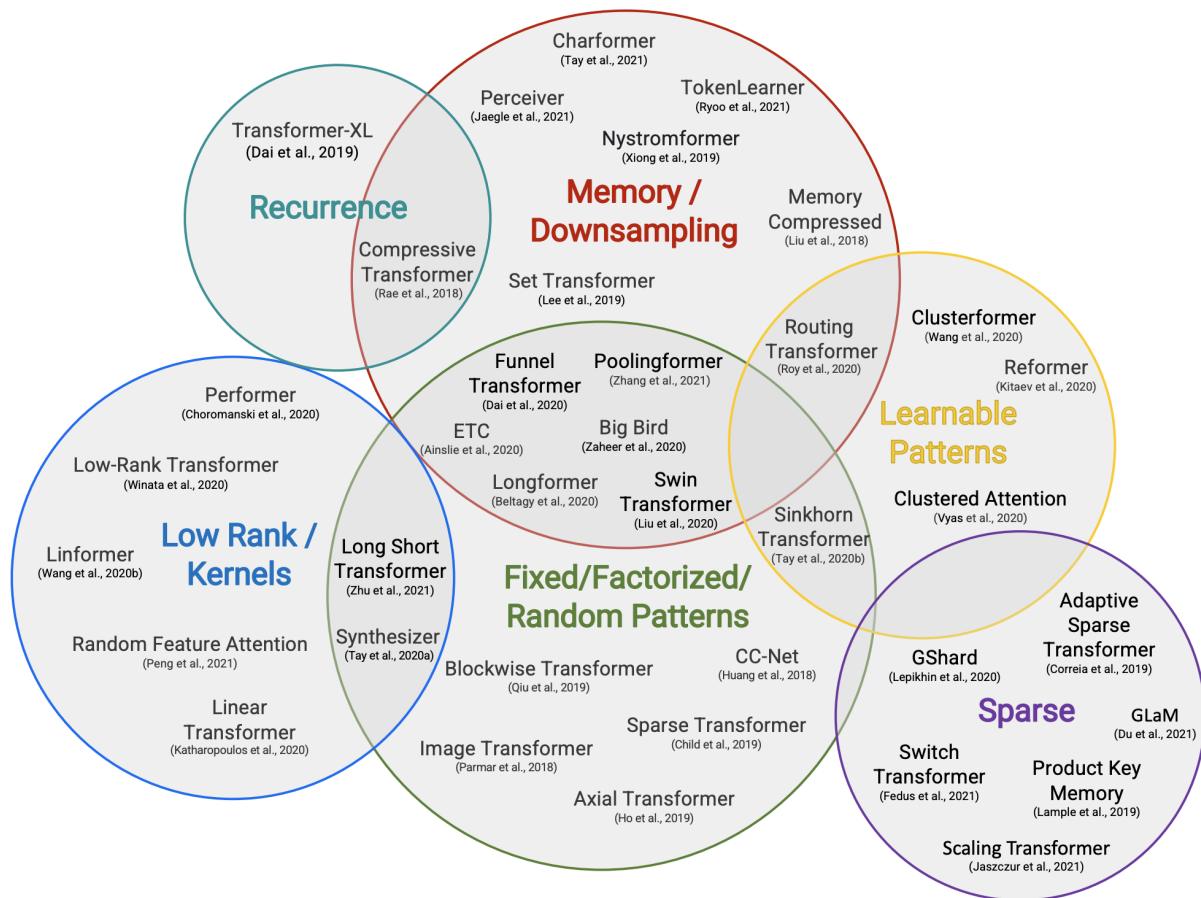 Charformer
(Tay et al., 2021)
Perceiver
(Jaegle et al., 2021)
TokenLearner
(Ryoo et al., 2021)
Transformer-XL
(Dai et al., 2019)
Nystromformer
(Xiong et al., 2019)
Recurrence
Memory /
Downsampling
Memory
Compressed
(Liu et al., 2018)
Compressive
Transformer
(Rae et al., 2018)
Set Transformer
(Lee et al., 2019)
Routing
Transformer
(Roy et al., 2020)
Clusterformer
(Wang et al., 2020)
Reformer
(Kitaev et al., 2020)
Funnel
Transformer
(Dai et al., 2020)
Poolingformer
(Zhang et al., 2021)
Performer
(Choromanski et al., 2020)
Learnable
Patterns
ETC
(Ainslie et al., 2020)
Big Bird
(Zaheer et al., 2020)
Low-Rank Transformer
(Winata et al., 2020)
Longformer
(Beltagy et al., 2020)
Swin
Transformer
(Liu et al., 2020)
Clustered Attention
(Vyas et al., 2020)
Sinkhorn
Transformer
(Tay et al., 2020b)
Low Rank /
Kernels
Linformer
(Wang et al., 2020b)
Long Short
Transformer
(Zhu et al., 2021)
Fixed/Factorized/
Random Patterns
Adaptive
Sparse
Transformer
(Correia et al., 2019)
Random Feature Attention
(Peng et al., 2021)
Synthesizer
(Tay et al., 2020a)
Blockwise Transformer
(Qiu et al., 2019)
CC-Net
(Huang et al., 2018)
GShard
(Lepikhin et al., 2020)
Sparse
Linear
Transformer
(Katharopoulos et al., 2020)
Sparse Transformer
(Child et al., 2019)
GLaM
(Du et al., 2021)
Image Transformer
(Parmar et al., 2018)
Switch
Transformer
(Fedus et al., 2021)
Product Key
Memory
(Lample et al., 2019)
Axial Transformer
(Ho et al., 2019)
Scaling Transformer
(Jaszczur et al., 2021)